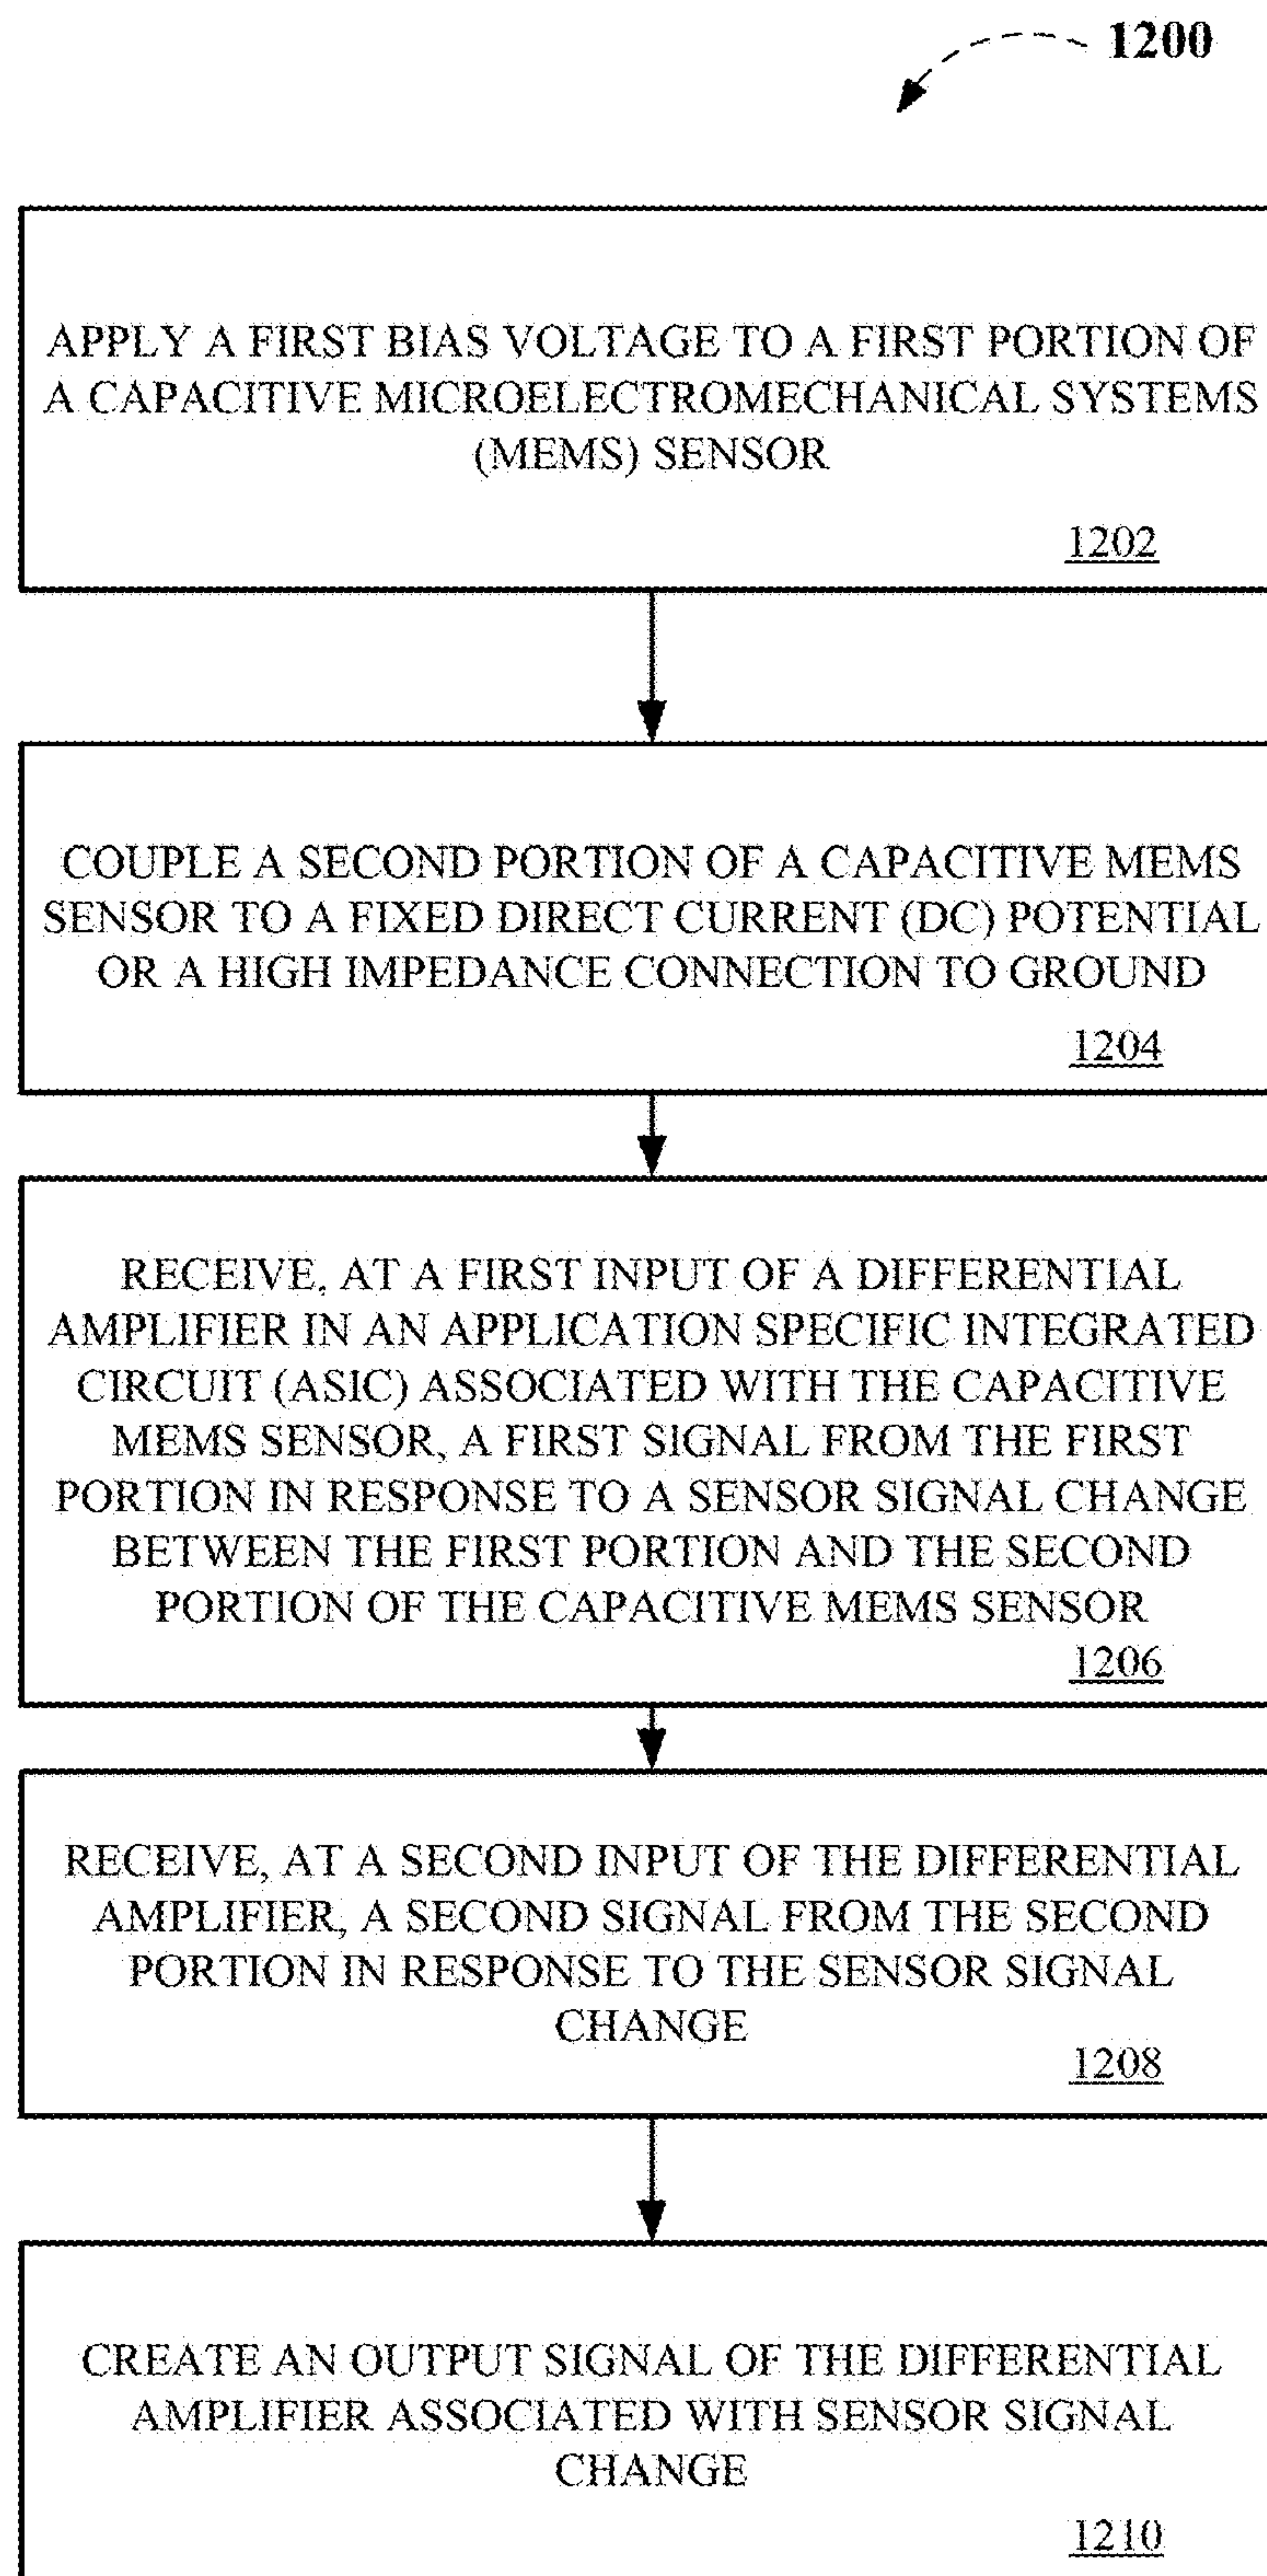 1200
APPLY A FIRST BIAS VOLTAGE TO A FIRST PORTION OF
A CAPACITIVE MICROELECTROMECHANICAL SYSTEMS
(MEMS) SENSOR
1202
COUPLE A SECOND PORTION OF A CAPACITIVE MEMS
SENSOR TO A FIXED DIRECT CURRENT (DC) POTENTIAL
OR A HIGH IMPEDANCE CONNECTION TO GROUND
1204
RECEIVE, AT A FIRST INPUT OF A DIFFERENTIAL
AMPLIFIER IN AN APPLICATION SPECIFIC INTEGRATED
CIRCUIT (ASIC) ASSOCIATED WITH THE CAPACITIVE
MEMS SENSOR, A FIRST SIGNAL FROM THE FIRST
PORTION IN RESPONSE TO A SENSOR SIGNAL CHANGE
BETWEEN THE FIRST PORTION AND THE SECOND
PORTION OF THE CAPACITIVE MEMS SENSOR
1206
RECEIVE, AT A SECOND INPUT OF THE DIFFERENTIAL
AMPLIFIER, A SECOND SIGNAL FROM THE SECOND
PORTION IN RESPONSE TO THE SENSOR SIGNAL
CHANGE
1208
CREATE AN OUTPUT SIGNAL OF THE DIFFERENTIAL
AMPLIFIER ASSOCIATED WITH SENSOR SIGNAL
CHANGE
1210